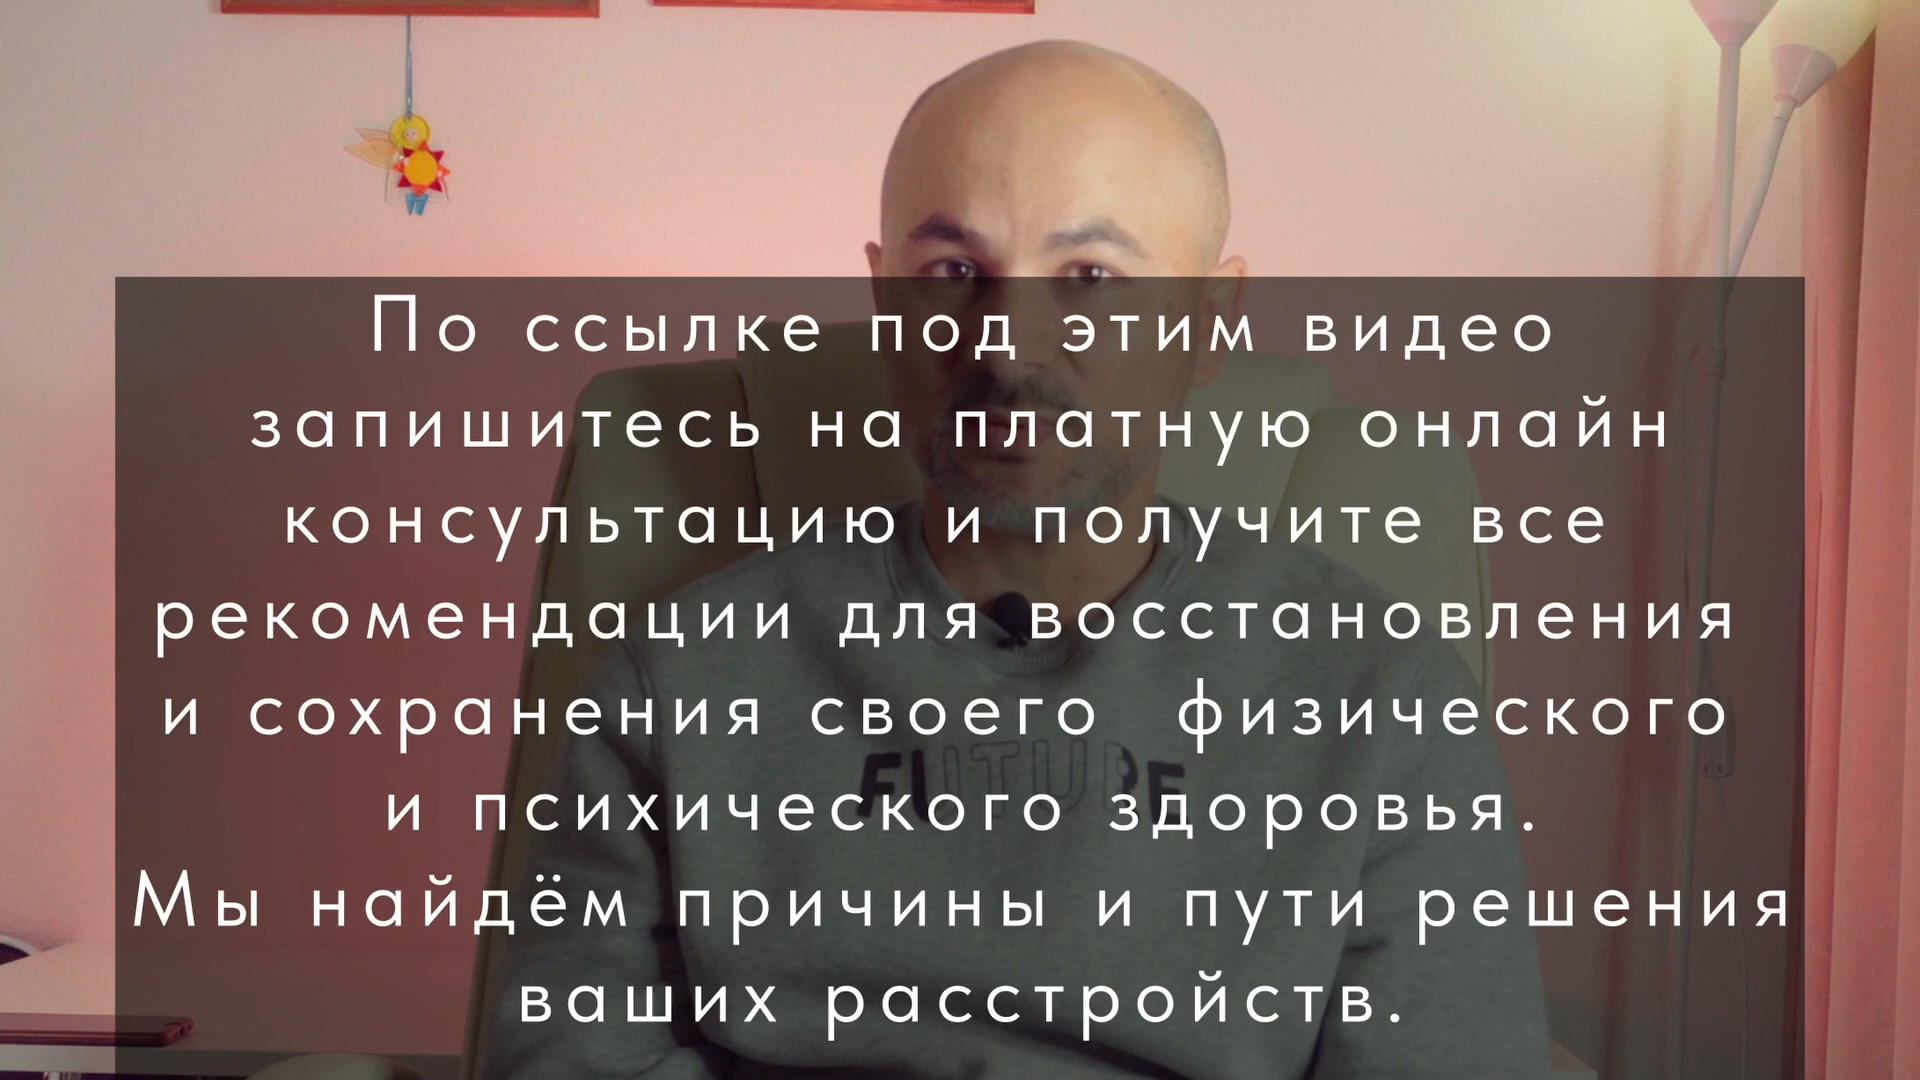 По ссылке под этим видео
запишитесь на платную онлайн
консультацию и получите все
рекомендации для восстановления
и сохранения своего физического
и психического здоровья.
FUTURE
Мы найдём причины и пути решения
ваших расстройств.